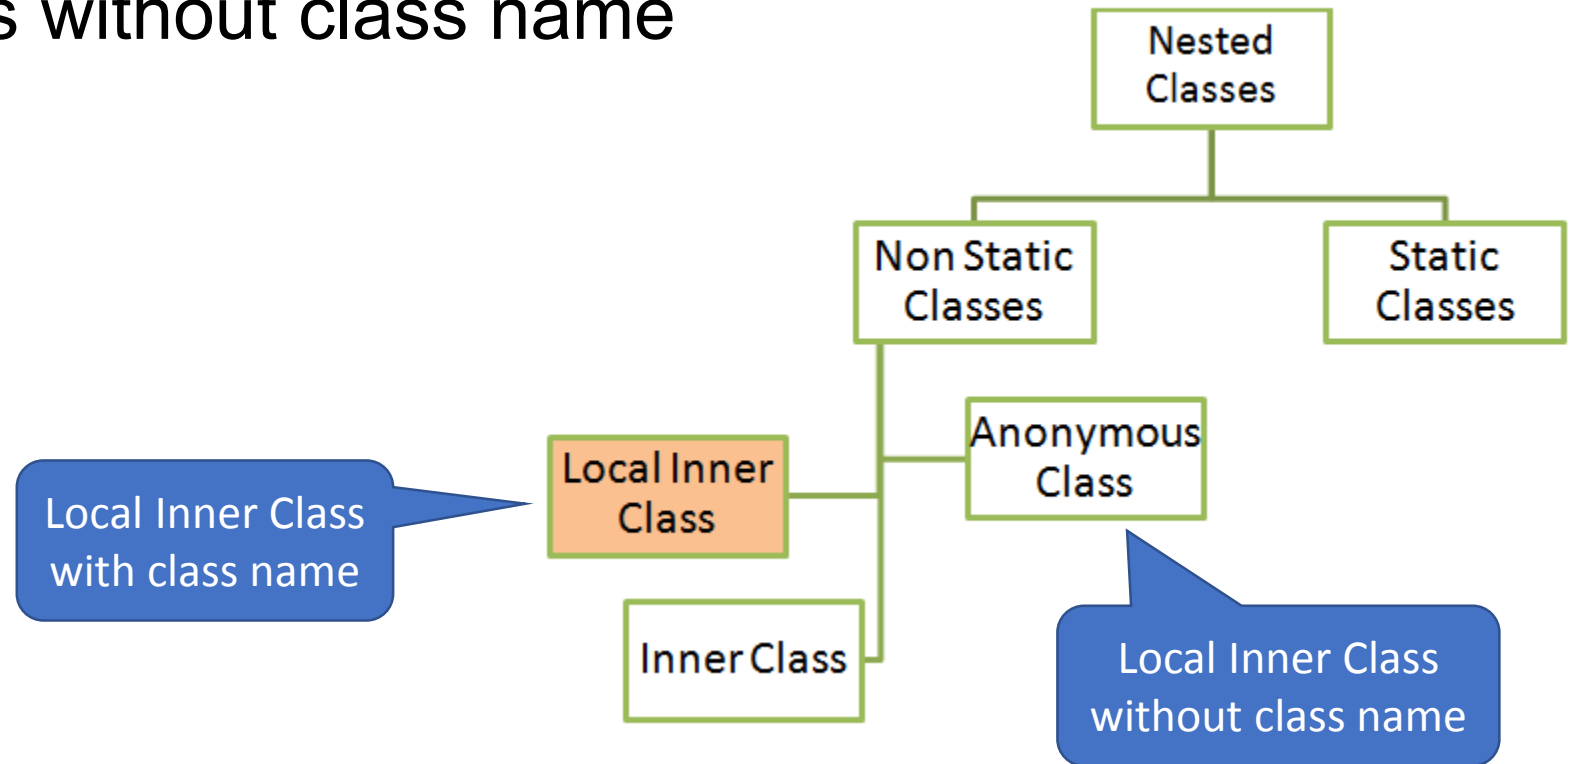 s without class name
Nested
Classes
Non Static
Classes
Static
Classes
Anonymous
Class
Local Inner
Class
Local Inner Class
with class name
Inner Class
Local Inner Class
without class name